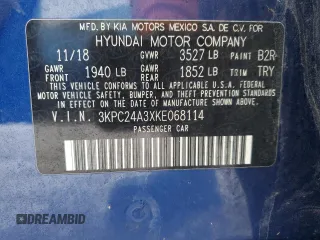 MFD. BY KIA MOTORS MEXICO S.A. DE C.V. FOR
HYUNDAI MOTOR COMPANY
11/18 GVWR 3527 LB PAINT B2R
GAWR FRONT 1940 LB GAWR REAR 1852 LB TRIM TRY
THIS VEHICLE CONFORMS TO ALL APPLICABLE U.S.A. FEDERAL
MOTOR VEHICLE SAFETY, BUMPER, AND THEFT PREVENTION STANDARDS
IN EFFECT ON THE DATE OF MANUFACTURE SHOWN ABOVE.
V.I.N. 3KPC24A3XKE068114
PASSENGER CAR
DREAMBID